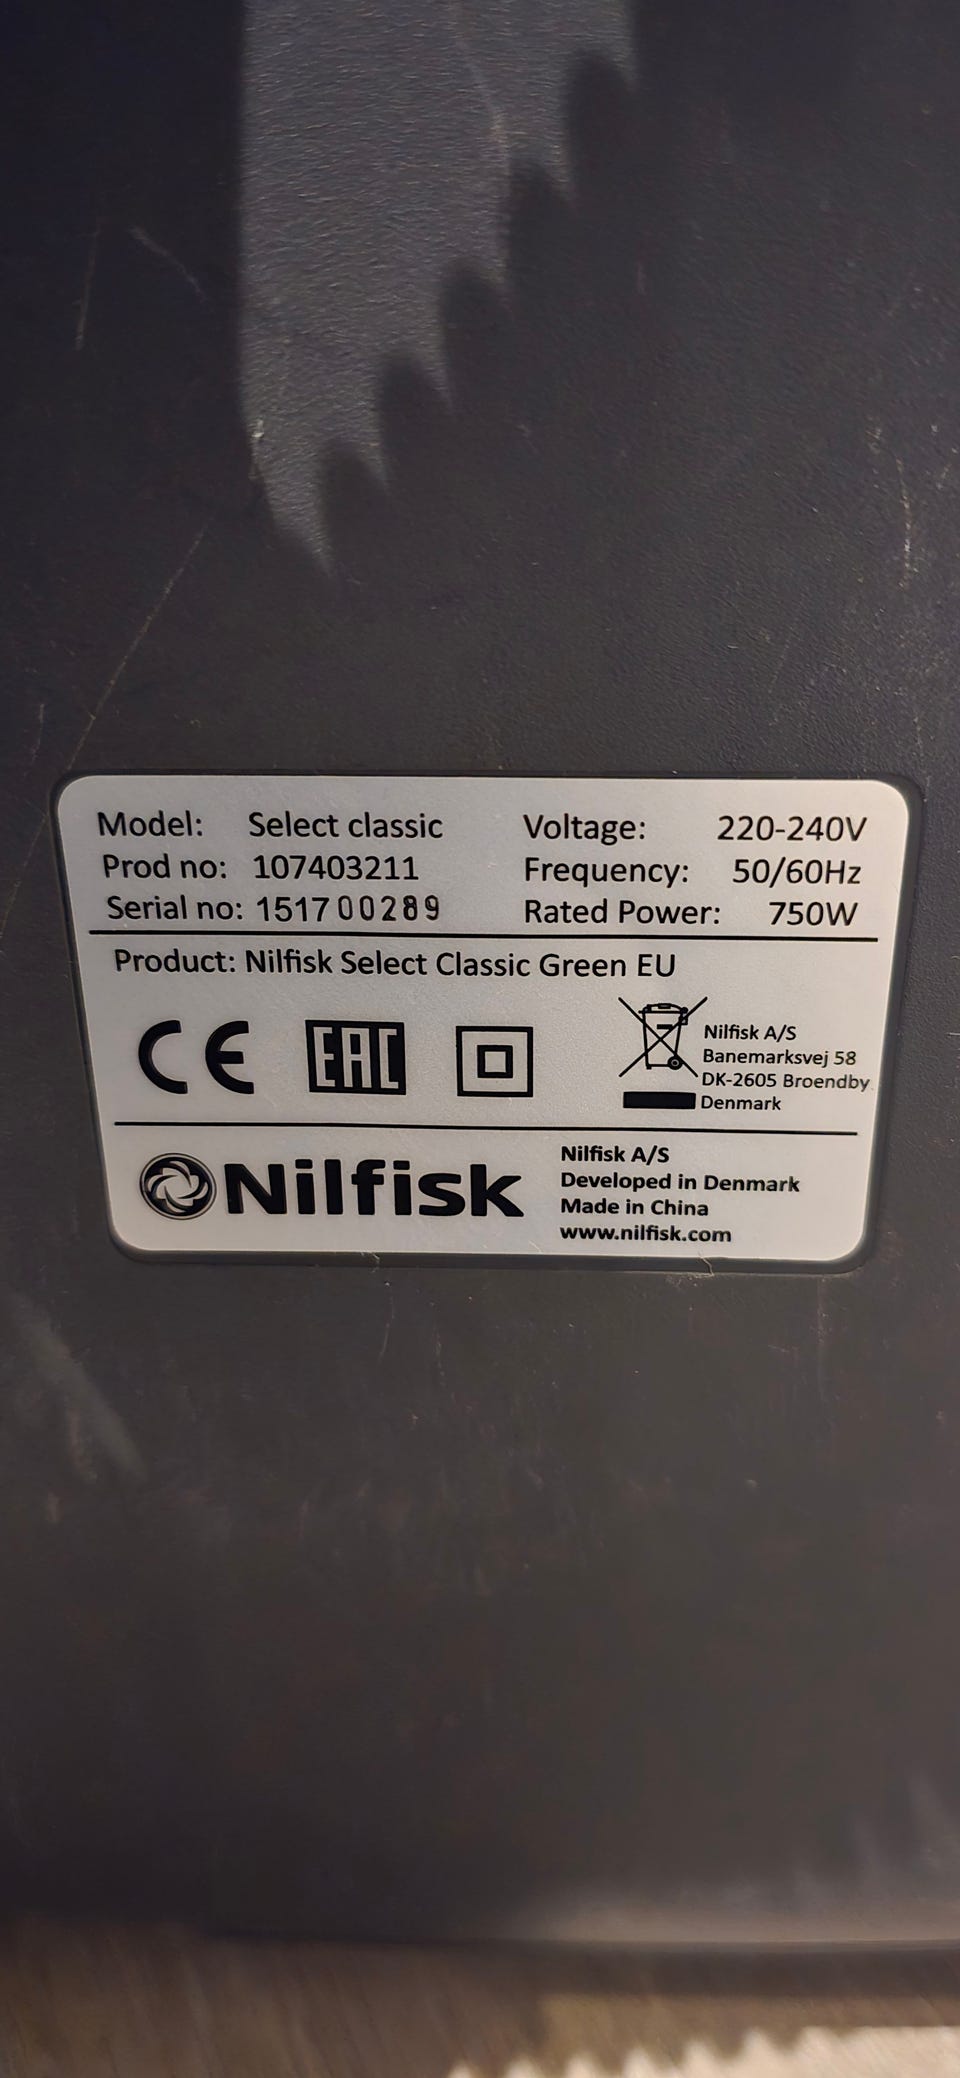 Model: Select classic Voltage: 220-240V
Prod no: 107403211 Frequency: 50/60Hz
Serial no: 151700289 Rated Power: 750W
Product: Nilfisk Select Classic Green EU
CE EAC
Nilfisk A/S
Banemarksvej 58
DK-2605 Broendby
Denmark
Nilfisk
Nilfisk A/S
Developed in Denmark
Made in China
www.nilfisk.com